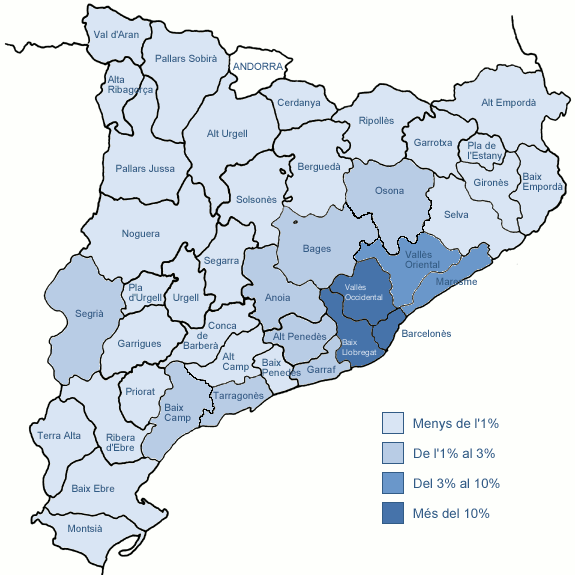 Val d'Aran
Pallars Sobirà
ANDORRA
Alta
Ribagorça
Cerdanya
Alt Empordà
Ripollès
Alt Urgell
Garrotxa
Pla de
l'Estany
Pallars Jussa
Berguedà
Osona
Gironès
Baix
Empordà
Solsonès
Selva
Noguera
Bages
Segarra
Vallès
Oriental
Maresme
Pla
d'Urgell
Urgell
Anoia
Vallès
Occidental
Segrià
Conca
de
Barberà
Alt Penedès
Barcelonès
Garrigues
Baix
Llobregat
Alt
Camp
Baix
Penedès
Garraf
Priorat
Tarragonès
Baix
Camp
Terra Alta
Ribera
d'Ebre
Baix Ebre
Montsià
Menys de l'1%
De l'1% al 3%
Del 3% al 10%
Més del 10%